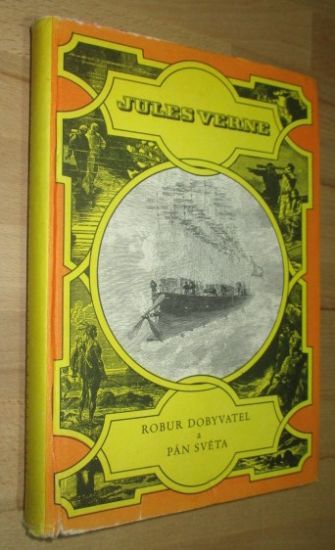 JULES VERNE
ROBUR DOBYVATEL
a
PÁN SVĚTA